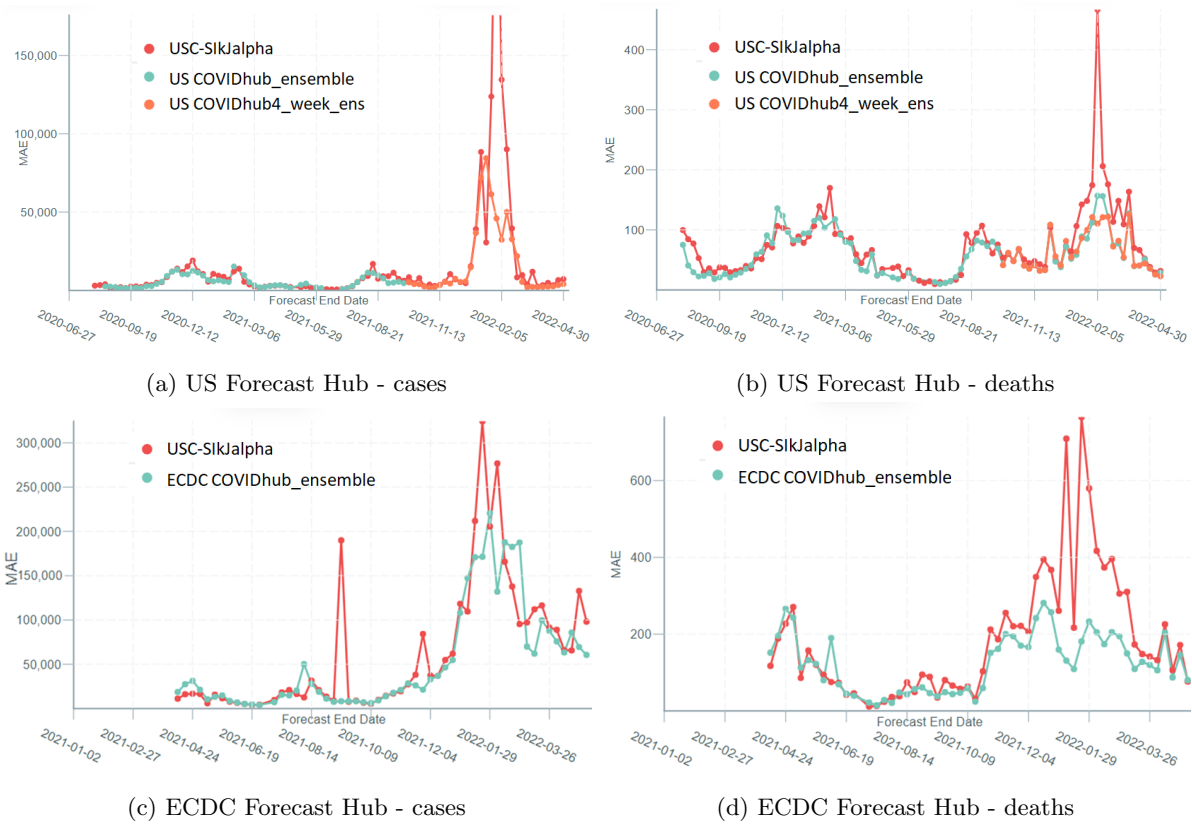 150,000
100,000
50,000
MAE
USC-SIkJalpha
US COVIDhub_ensemble
US COVIDhub4_week_ens
Forecast End Date
2020-06-27
2020-09-19
2020-12-12
2021-03-06
2021-05-29
2021-08-21
2021-11-13
2022-02-05
2022-04-30
(a) US Forecast Hub - cases
400
300
200
100
MAE
USC-SIkJalpha
US COVIDhub_ensemble
US COVIDhub4_week_ens
Forecast End Date
2020-06-27
2020-09-19
2020-12-12
2021-03-06
2021-05-29
2021-08-21
2021-11-13
2022-02-05
2022-04-30
(b) US Forecast Hub - deaths
300,000
250,000
200,000
150,000
100,000
50,000
MAE
USC-SIkJalpha
ECDC COVIDhub_ensemble
Forecast End Date
2021-01-02
2021-02-27
2021-04-24
2021-06-19
2021-08-14
2021-10-09
2021-12-04
2022-01-29
2022-03-26
(c) ECDC Forecast Hub - cases
600
400
200
MAE
USC-SIkJalpha
ECDC COVIDhub_ensemble
Forecast End Date
2021-01-02
2021-02-27
2021-04-24
2021-06-19
2021-08-14
2021-10-09
2021-12-04
2022-01-29
2022-03-26
(d) ECDC Forecast Hub - deaths